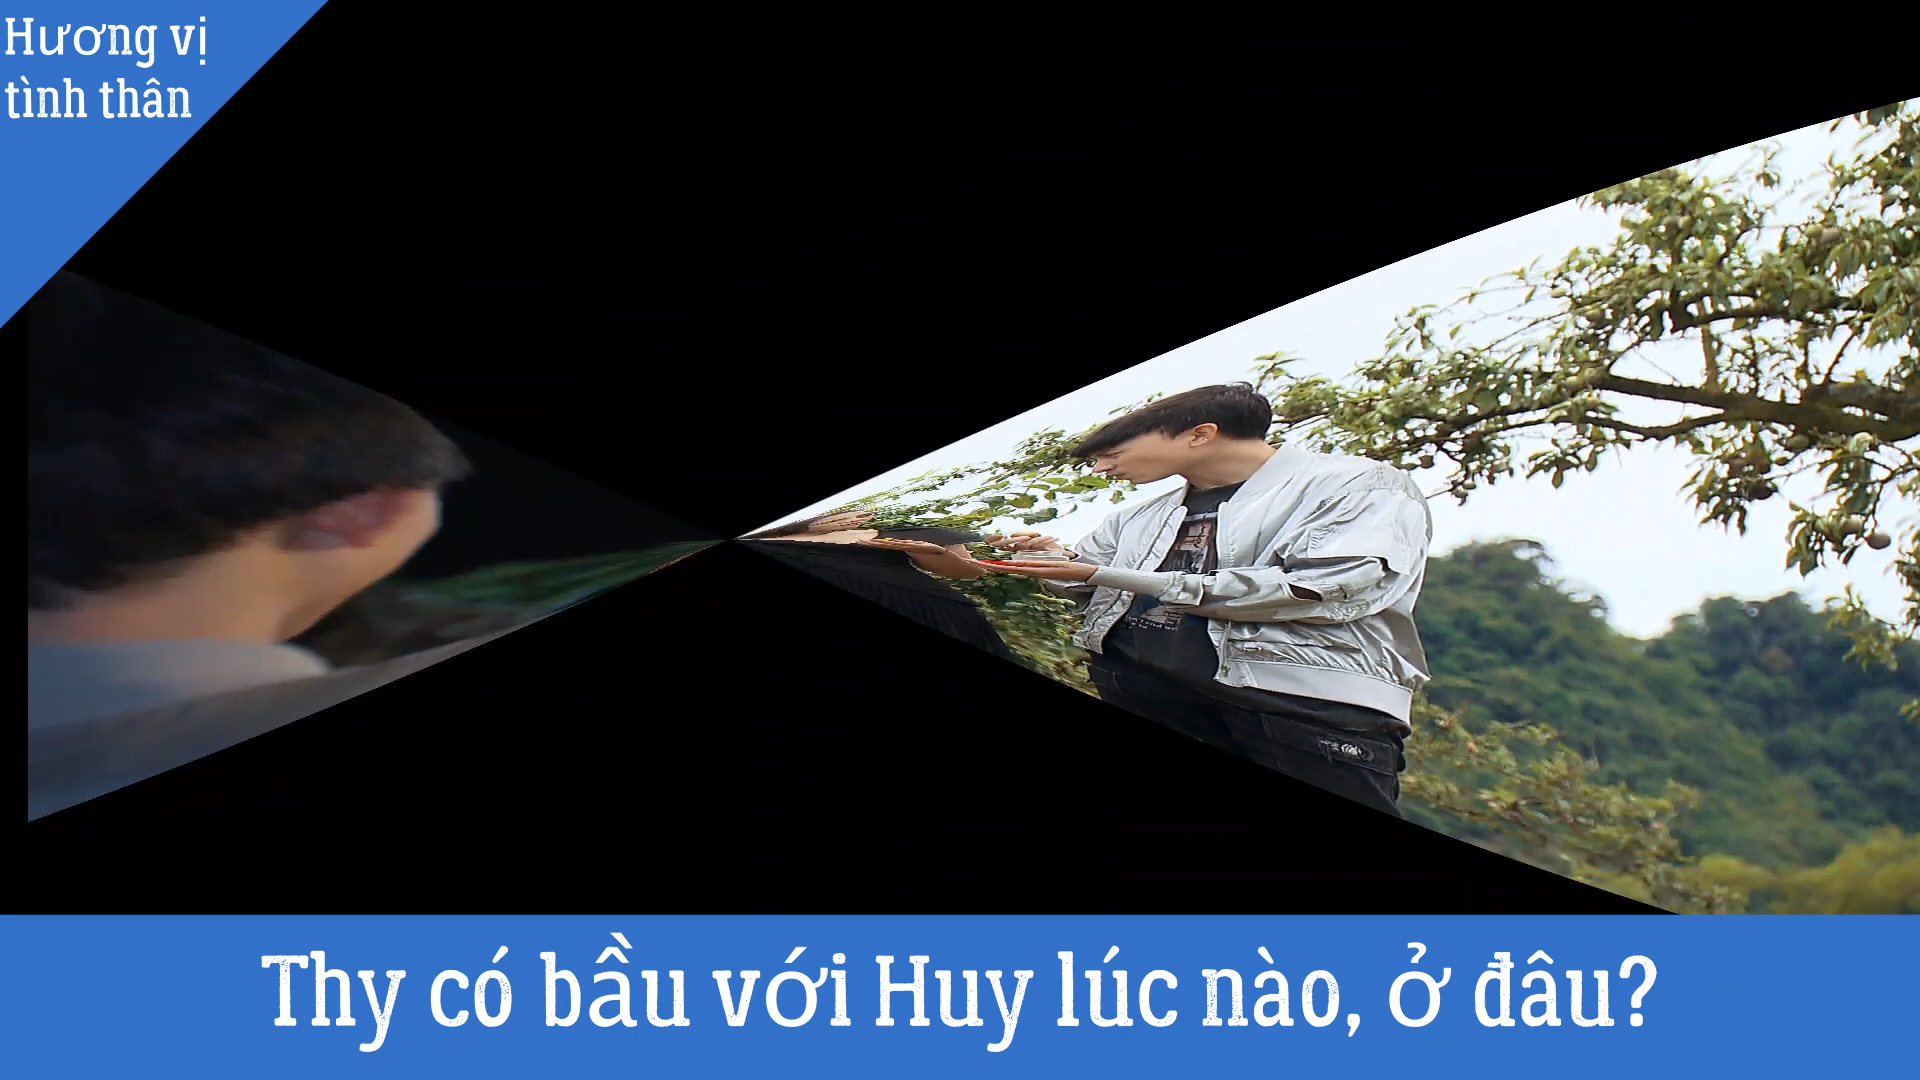 Hương vị
tình thân
Thy có bầu với Huy lúc nào, ở đâu?